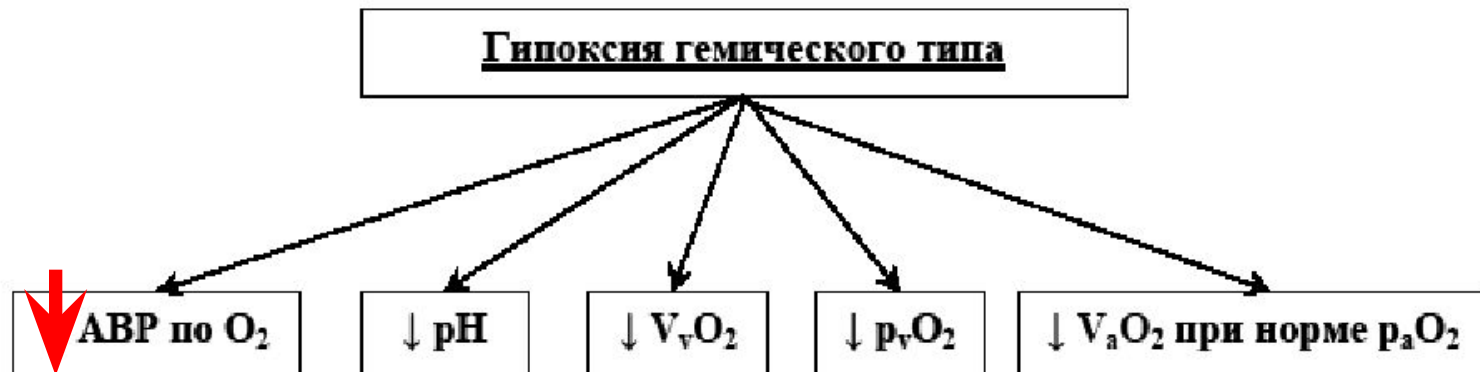 Гипоксия гемического типа
АВР по O₂
↓ pH
↓ VᵥO₂
↓ pᵥO₂
↓ VₐO₂ при норме pₐO₂